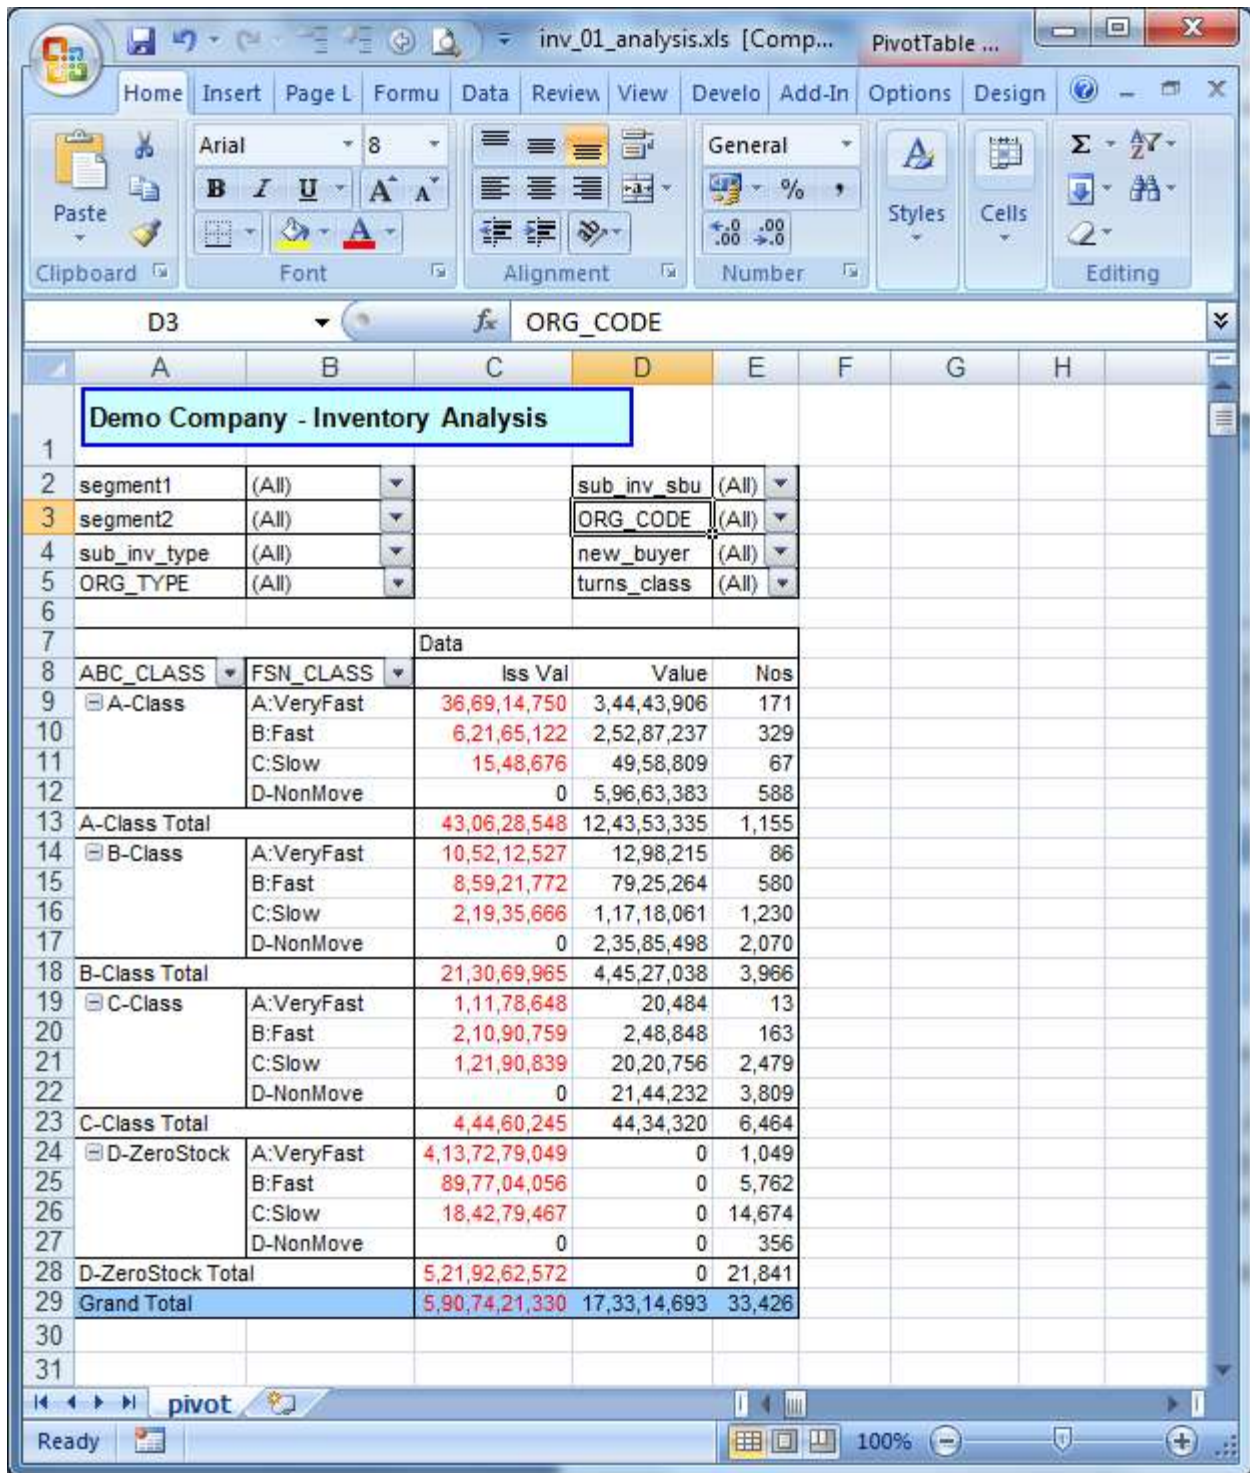 inv_01_analysis.xls [Comp... PivotTable ...
Home Insert Page L Formu Data Review View Develo Add-In Options Design
Arial 8 General
Paste B I U A A % , Styles Cells Σ
Clipboard Font Alignment Number Editing
D3 fx ORG_CODE
A B C D E F G H
1 Demo Company - Inventory Analysis
2 segment1 (All) sub_inv_sbu (All)
3 segment2 (All) ORG_CODE (All)
4 sub_inv_type (All) new_buyer (All)
5 ORG_TYPE (All) turns_class (All)
6
7 Data
8 ABC_CLASS FSN_CLASS Iss Val Value Nos
9 A-Class A:VeryFast 36,69,14,750 3,44,43,906 171
10 B:Fast 6,21,65,122 2,52,87,237 329
11 C:Slow 15,48,676 49,58,809 67
12 D-NonMove 0 5,96,63,383 588
13 A-Class Total 43,06,28,548 12,43,53,335 1,155
14 B-Class A:VeryFast 10,52,12,527 12,98,215 86
15 B:Fast 8,59,21,772 79,25,264 580
16 C:Slow 2,19,35,666 1,17,18,061 1,230
17 D-NonMove 0 2,35,85,498 2,070
18 B-Class Total 21,30,69,965 4,45,27,038 3,966
19 C-Class A:VeryFast 1,11,78,648 20,484 13
20 B:Fast 2,10,90,759 2,48,848 163
21 C:Slow 1,21,90,839 20,20,756 2,479
22 D-NonMove 0 21,44,232 3,809
23 C-Class Total 4,44,60,245 44,34,320 6,464
24 D-ZeroStock A:VeryFast 4,13,72,79,049 0 1,049
25 B:Fast 89,77,04,056 0 5,762
26 C:Slow 18,42,79,467 0 14,674
27 D-NonMove 0 0 356
28 D-ZeroStock Total 5,21,92,62,572 0 21,841
29 Grand Total 5,90,74,21,330 17,33,14,693 33,426
30
31
pivot
Ready 100%